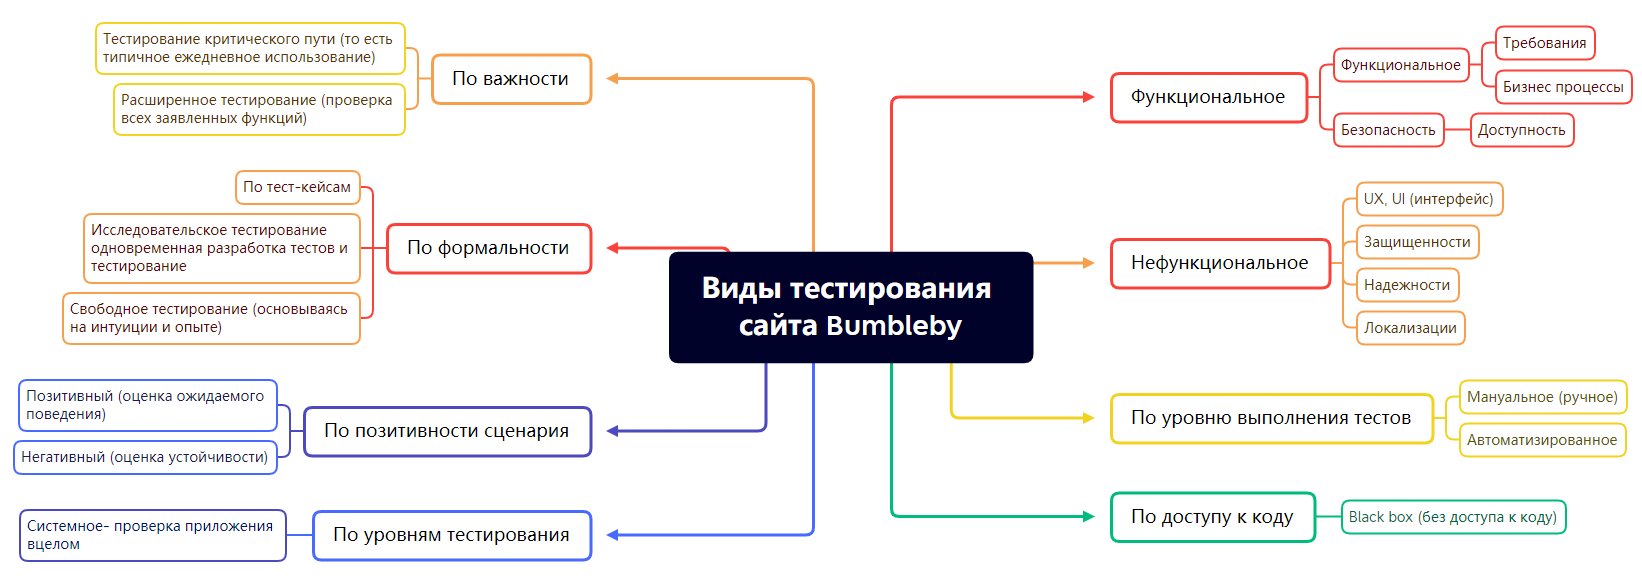 Виды тестирования
сайта Bumbleby
По важности
Тестирование критического пути (то есть
типичное ежедневное использование)
Расширенное тестирование (проверка
всех заявленных функций)
По формальности
По тест-кейсам
Исследовательское тестирование
одновременная разработка тестов и
тестирование
Свободное тестирование (основываясь
на интуиции и опыте)
По позитивности сценария
Позитивный (оценка ожидаемого
поведения)
Негативный (оценка устойчивости)
По уровням тестирования
Системное- проверка приложения
вцелом
Функциональное
Функциональное
Требования
Бизнес процессы
Безопасность
Доступность
Нефункциональное
UX, UI (интерфейс)
Защищенности
Надежности
Локализации
По уровню выполнения тестов
Мануальное (ручное)
Автоматизированное
По доступу к коду
Black box (без доступа к коду)